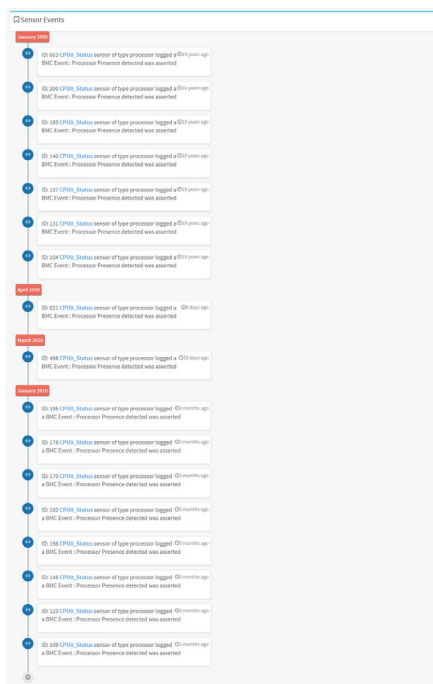 Sensor Events
January 2000
ID: 663 CPU0_Status sensor of type processor logged a 19 years ago
BMC Event : Processor Presence detected was asserted
ID: 200 CPU0_Status sensor of type processor logged a 19 years ago
BMC Event : Processor Presence detected was asserted
ID: 183 CPU0_Status sensor of type processor logged a 19 years ago
BMC Event : Processor Presence detected was asserted
ID: 140 CPU0_Status sensor of type processor logged a 19 years ago
BMC Event : Processor Presence detected was asserted
ID: 137 CPU0_Status sensor of type processor logged a 19 years ago
BMC Event : Processor Presence detected was asserted
ID: 131 CPU0_Status sensor of type processor logged a 19 years ago
BMC Event : Processor Presence detected was asserted
ID: 104 CPU0_Status sensor of type processor logged a 19 years ago
BMC Event : Processor Presence detected was asserted
April 2019
ID: 621 CPU0_Status sensor of type processor logged a 6 days ago
BMC Event : Processor Presence detected was asserted
March 2019
ID: 498 CPU0_Status sensor of type processor logged a 19 days ago
BMC Event : Processor Presence detected was asserted
January 2019
ID: 195 CPU0_Status sensor of type processor logged 3 months ago
a BMC Event : Processor Presence detected was asserted
ID: 178 CPU0_Status sensor of type processor logged 3 months ago
a BMC Event : Processor Presence detected was asserted
ID: 170 CPU0_Status sensor of type processor logged 3 months ago
a BMC Event : Processor Presence detected was asserted
ID: 162 CPU0_Status sensor of type processor logged 3 months ago
a BMC Event : Processor Presence detected was asserted
ID: 156 CPU0_Status sensor of type processor logged 3 months ago
a BMC Event : Processor Presence detected was asserted
ID: 145 CPU0_Status sensor of type processor logged 3 months ago
a BMC Event : Processor Presence detected was asserted
ID: 123 CPU0_Status sensor of type processor logged 3 months ago
a BMC Event : Processor Presence detected was asserted
ID: 109 CPU0_Status sensor of type processor logged 3 months ago
a BMC Event : Processor Presence detected was asserted